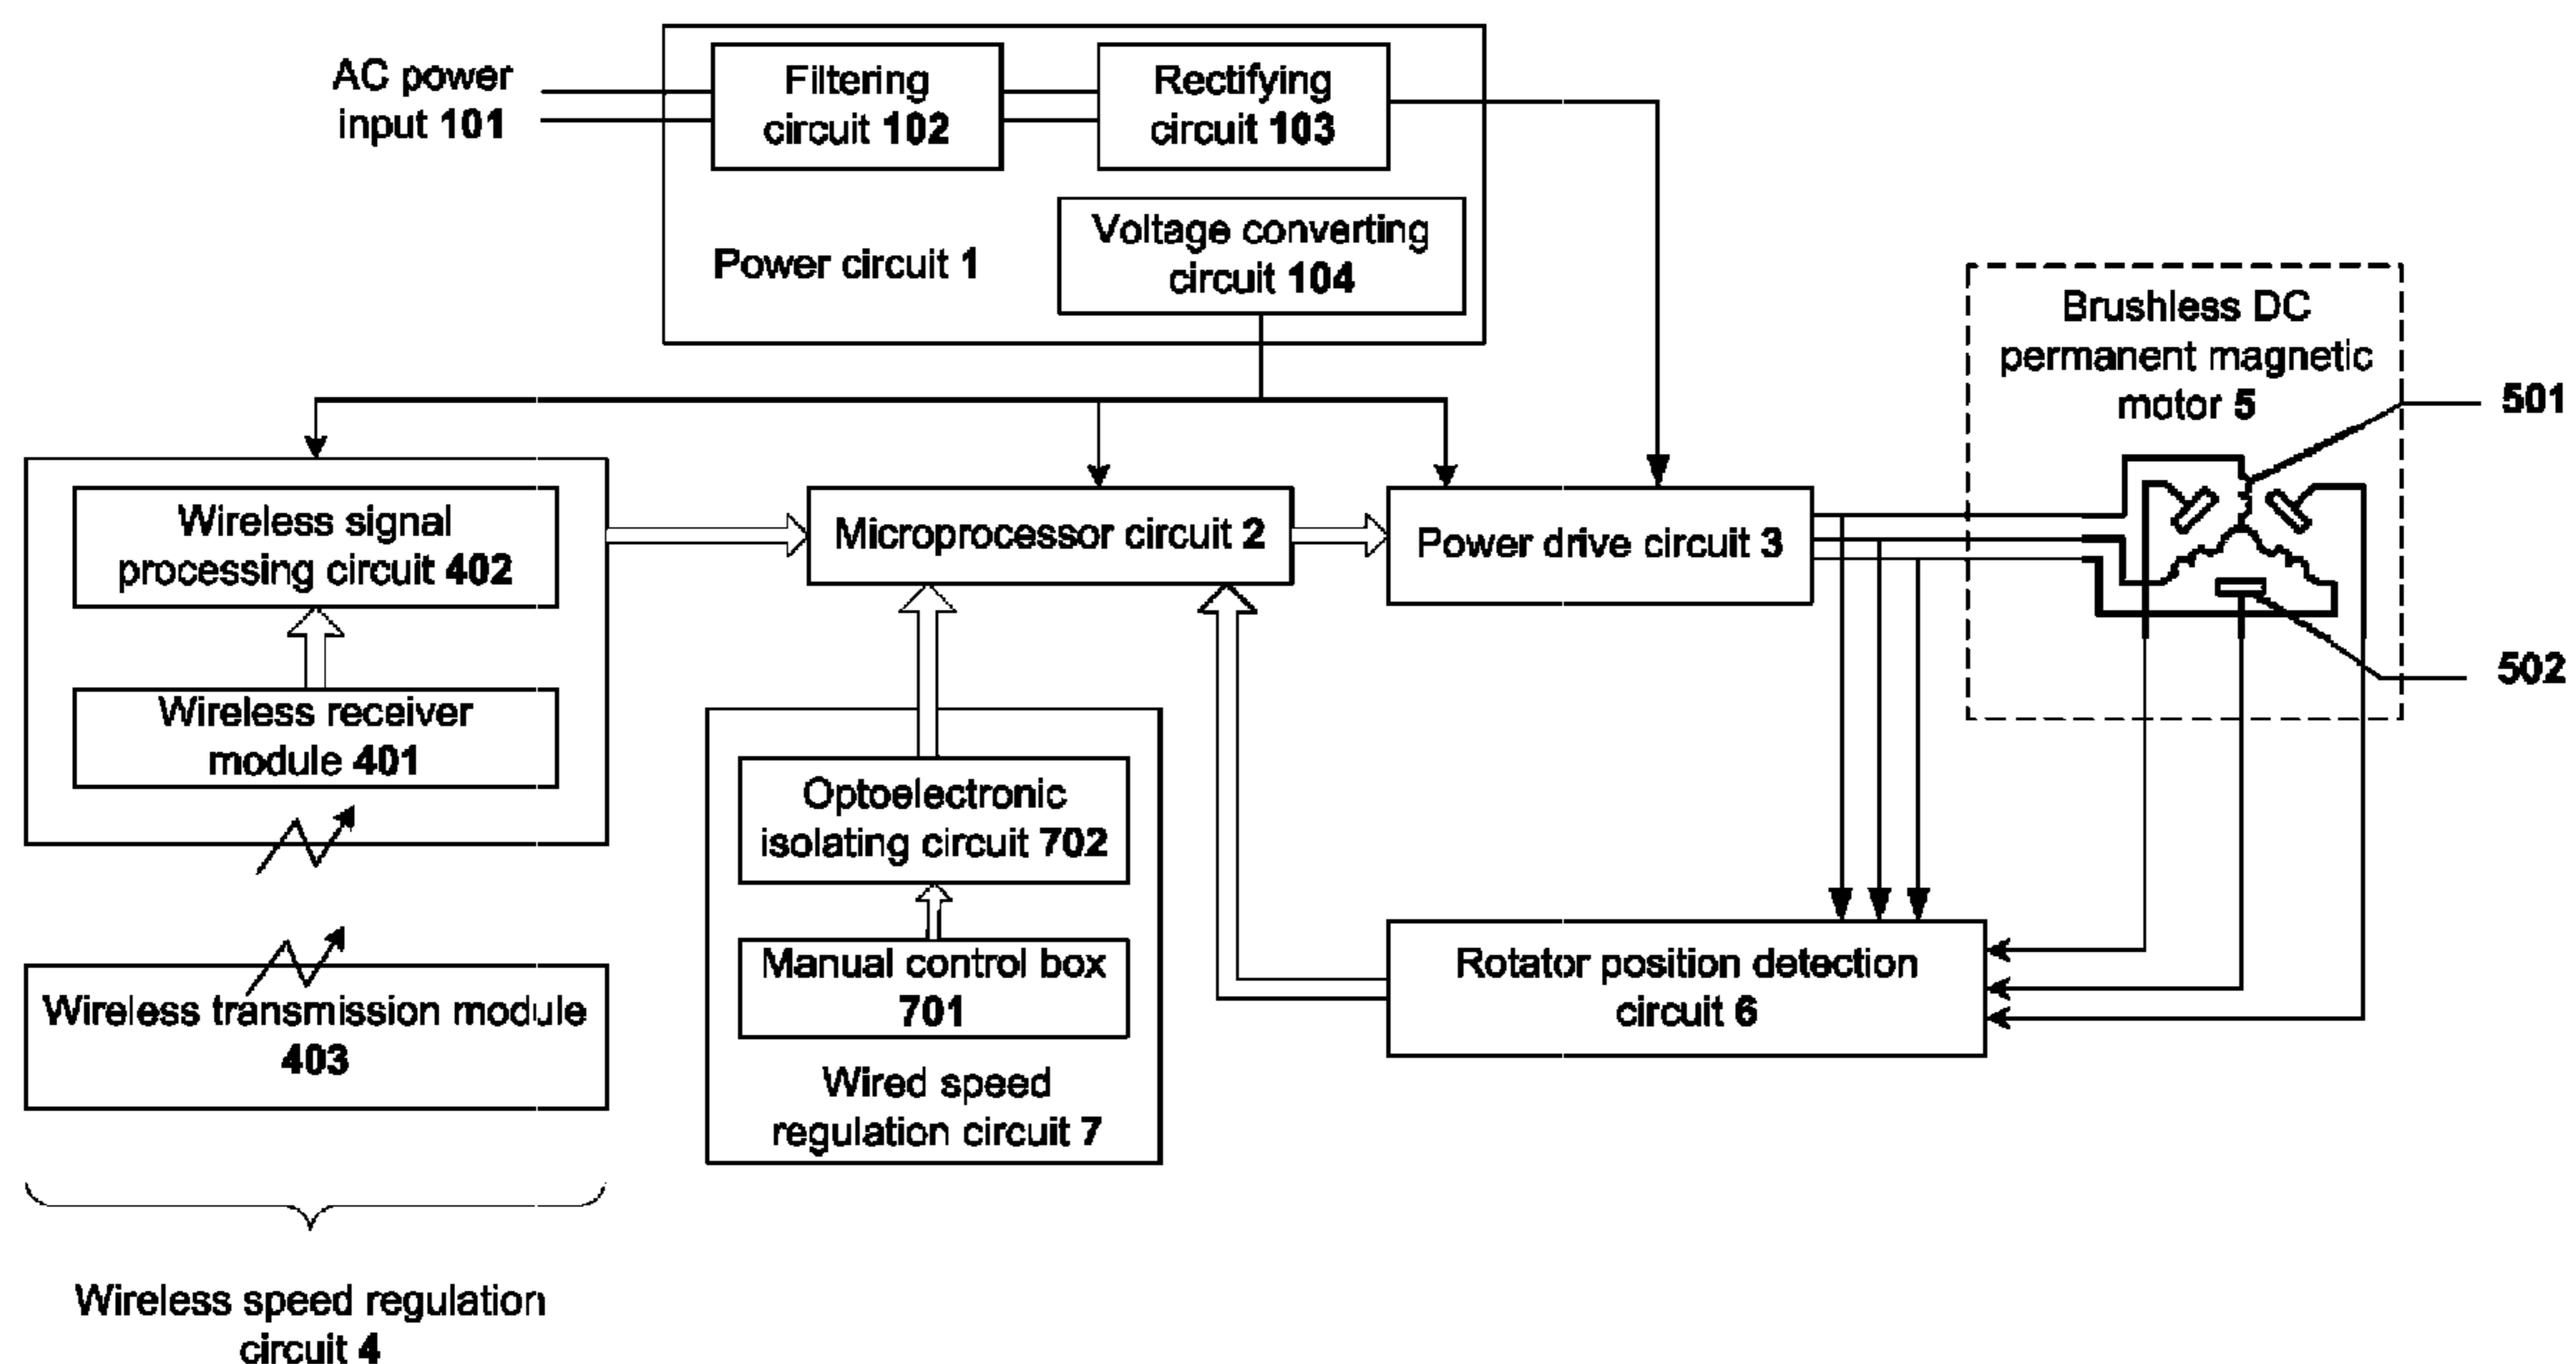 AC power
input 101
Filtering
circuit 102
Rectifying
circuit 103
Voltage converting
circuit 104
Power circuit 1
Brushless DC
permanent magnetic
motor 5
501
502
Wireless signal
processing circuit 402
Wireless receiver
module 401
Microprocessor circuit 2
Power drive circuit 3
Optoelectronic
isolating circuit 702
Manual control box
701
Wired speed
regulation circuit 7
Rotator position detection
circuit 6
Wireless transmission module
403
Wireless speed regulation
circuit 4